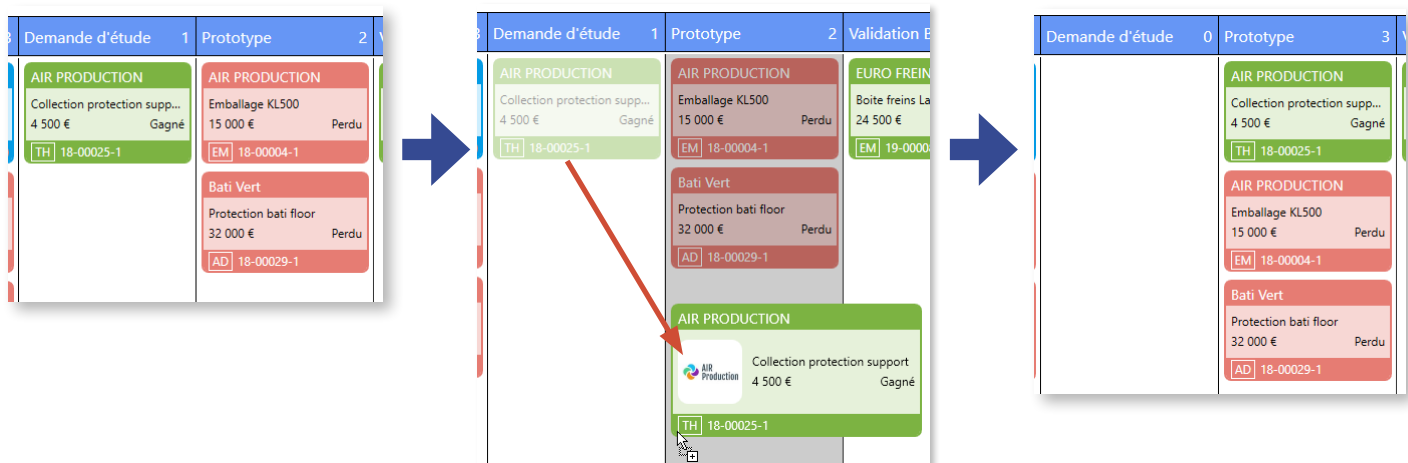 3
Demande d'étude 1
Prototype 2
AIR PRODUCTION
Collection protection supp...
4 500 € Gagné
TH 18-00025-1
AIR PRODUCTION
Emballage KL500
15 000 € Perdu
EM 18-00004-1
Bati Vert
Protection bati floor
32 000 € Perdu
AD 18-00029-1
3
Demande d'étude 1
Prototype 2
Validation B
AIR PRODUCTION
Collection protection supp...
4 500 € Gagné
TH 18-00025-1
AIR PRODUCTION
Emballage KL500
15 000 € Perdu
EM 18-00004-1
Bati Vert
Protection bati floor
32 000 € Perdu
AD 18-00029-1
EURO FREIN
Boite freins La
24 500 €
EM 19-0000
AIR PRODUCTION
AIR
Production
Collection protection support
4 500 € Gagné
TH 18-00025-1
Demande d'étude 0
Prototype 3
AIR PRODUCTION
Collection protection supp...
4 500 € Gagné
TH 18-00025-1
AIR PRODUCTION
Emballage KL500
15 000 € Perdu
EM 18-00004-1
Bati Vert
Protection bati floor
32 000 € Perdu
AD 18-00029-1